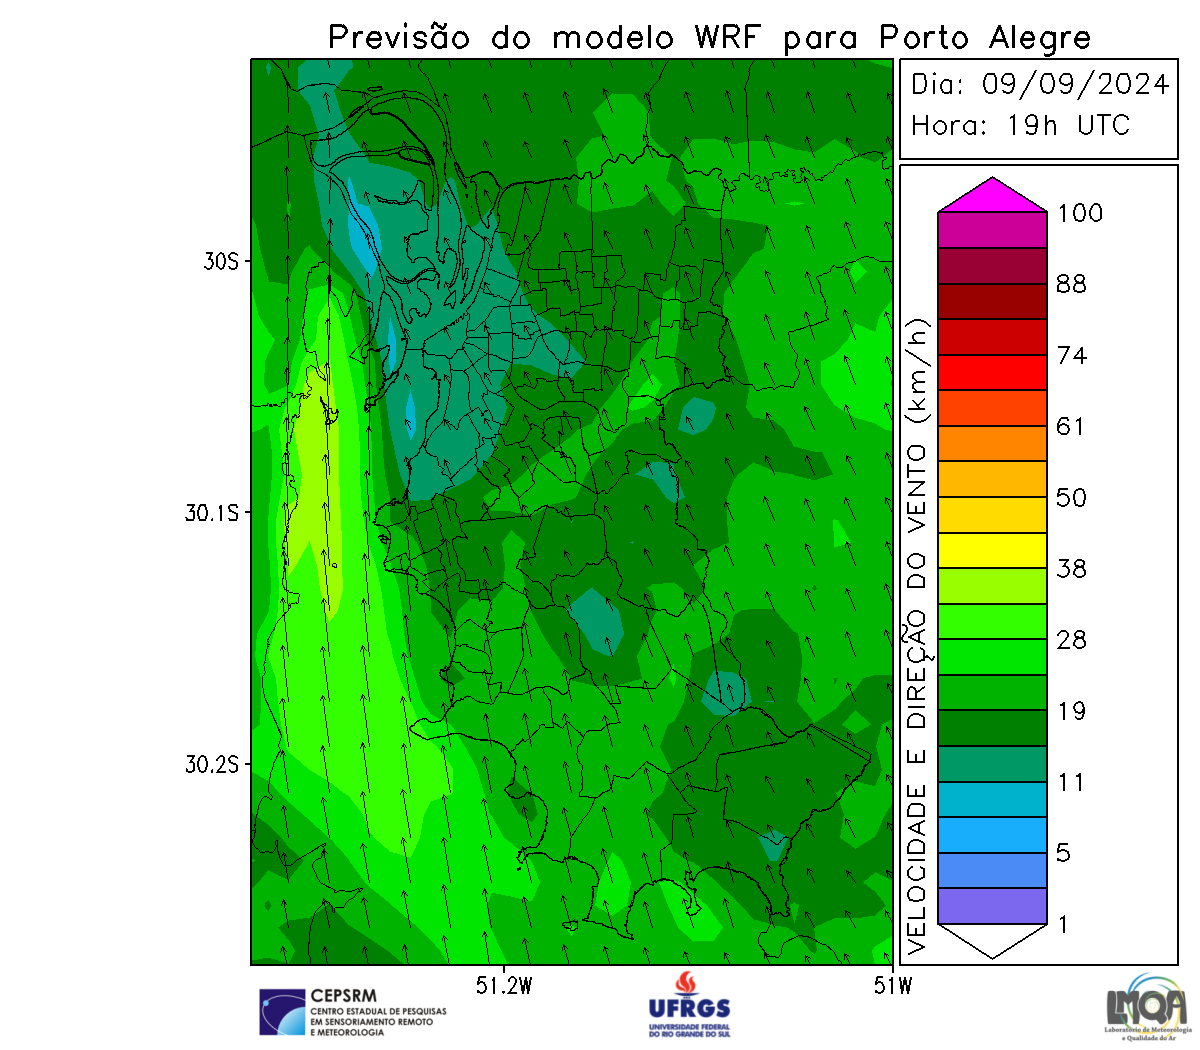 Previsão do modelo WRF para Porto Alegre
Dia: 09/09/2024
Hora: 19h UTC
30S
30.1S
30.2S
51.2W
51W
VELOCIDADE E DIREÇÃO DO VENTO (km/h)
100
88
74
61
50
38
28
19
11
5
1
CEPSRM
CENTRO ESTADUAL DE PESQUISAS
EM SENSORIAMENTO REMOTO
E METEOROLOGIA
UFRGS
UNIVERSIDADE FEDERAL
DO RIO GRANDE DO SUL
LMQA
Laboratório de Meteorologia
e Qualidade do Ar